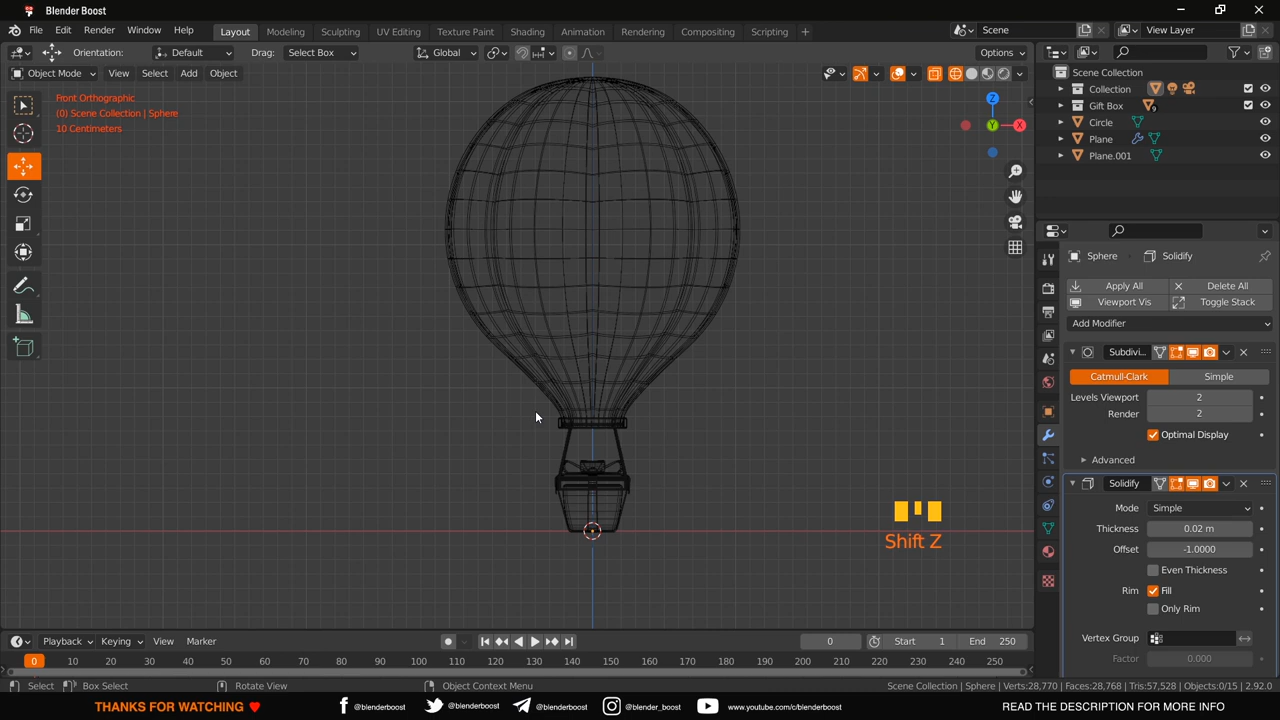 Blender Boost
File Edit Render Window Help Layout Modeling Sculpting UV Editing Texture Paint Shading Animation Rendering Compositing Scripting + Scene View Layer
Orientation: Default Drag: Select Box Global Options
Object Mode View Select Add Object
Front Orthographic
(0) Scene Collection | Sphere
10 Centimeters
Z
Y
X
Scene Collection
Collection
Gift Box 9
Circle
Plane
Plane.001
Sphere Solidify
Apply All Delete All
Viewport Vis Toggle Stack
Add Modifier
Subdivi...
Catmull-Clark Simple
Levels Viewport 2
Render 2
Optimal Display
Advanced
Solidify
Mode Simple
Thickness 0.02 m
Offset -1.0000
Even Thickness
Rim Fill
Only Rim
Vertex Group
Factor 0.000
Shift Z
Playback Keying View Marker 0 Start 1 End 250
0 10 20 30 40 50 60 70 80 90 100 110 120 130 140 150 160 170 180 190 200 210 220 230 240 250
Select Box Select Rotate View Object Context Menu Scene Collection | Sphere | Verts:28,770 | Faces:28,768 | Tris:57,528 | Objects:0/15 | 2.92.0
THANKS FOR WATCHING @blenderboost @blenderboost @blenderboost @blender_boost www.youtube.com/c/blenderboost READ THE DESCRIPTION FOR MORE INFO